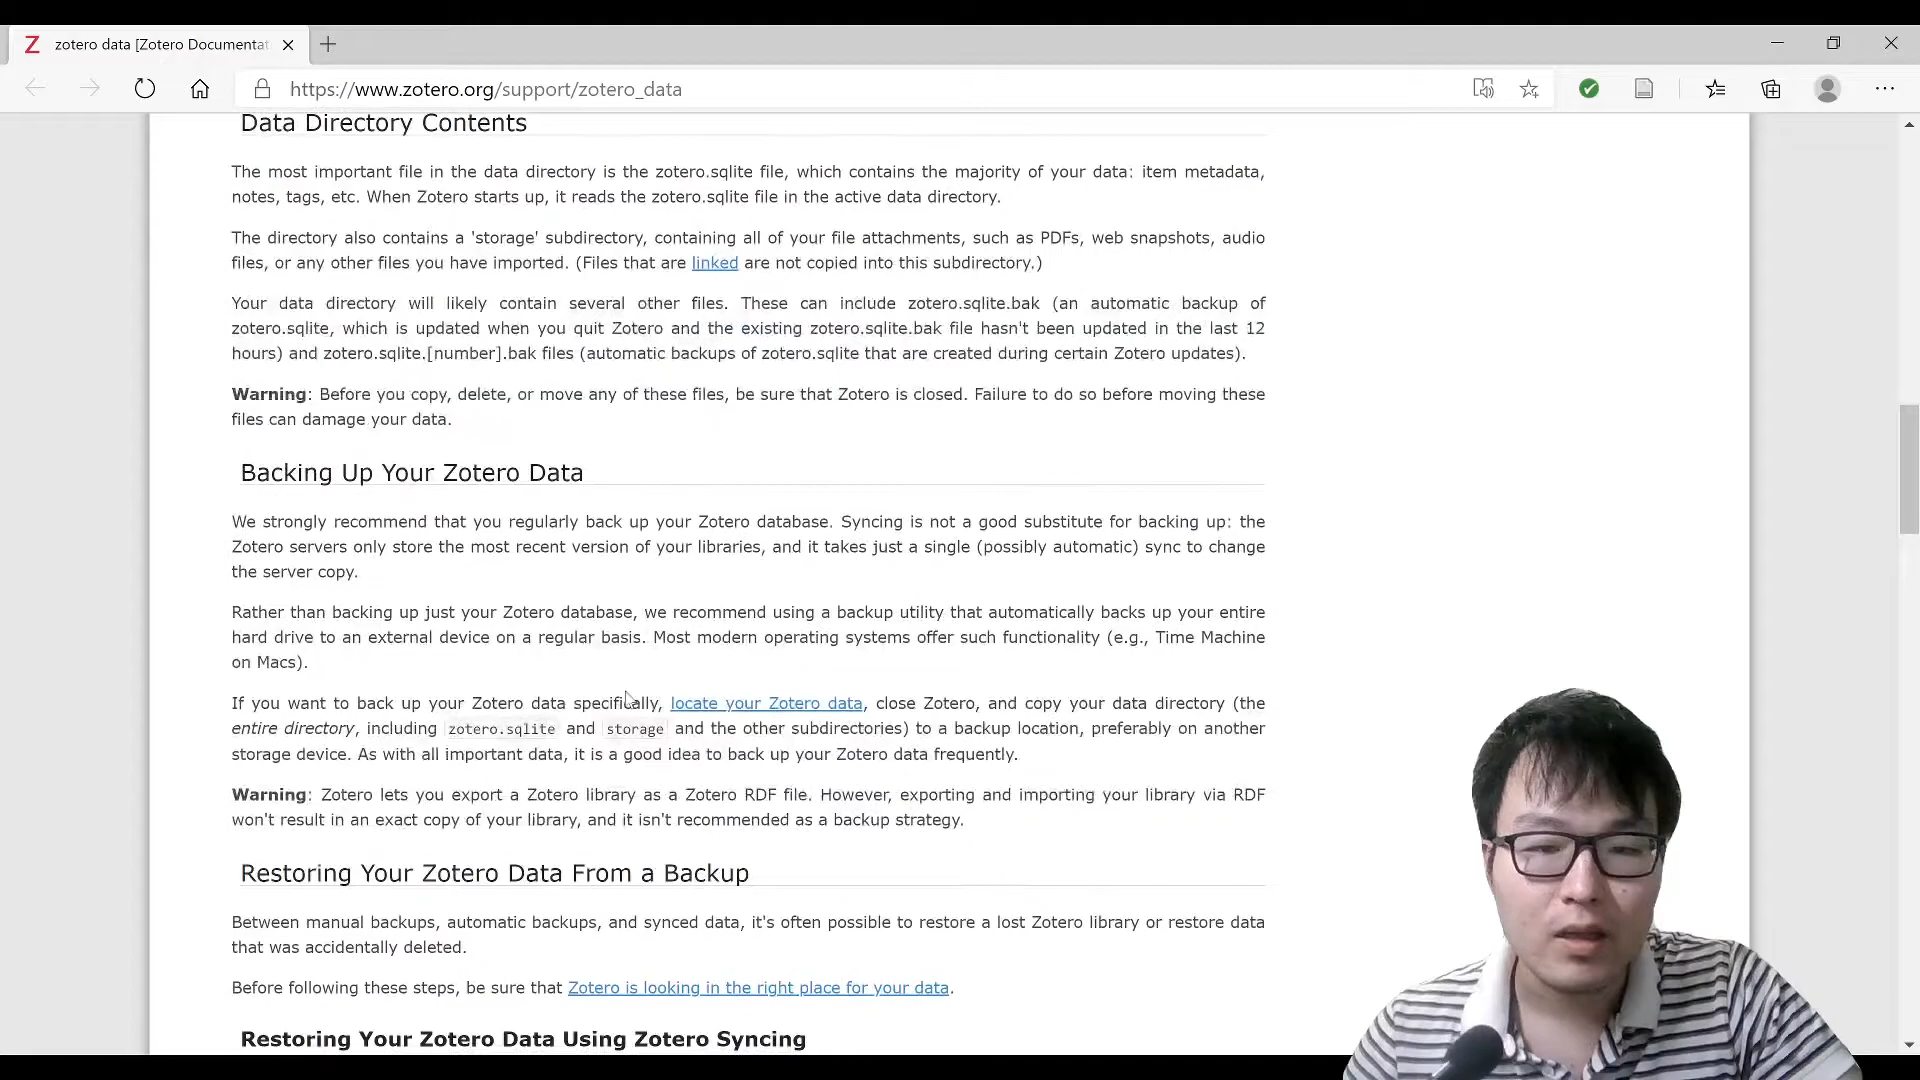 zotero data [Zotero Documentat
https://www.zotero.org/support/zotero_data
Data Directory Contents
The most important file in the data directory is the zotero.sqlite file, which contains the majority of your data: item metadata,
notes, tags, etc. When Zotero starts up, it reads the zotero.sqlite file in the active data directory.
The directory also contains a 'storage' subdirectory, containing all of your file attachments, such as PDFs, web snapshots, audio
files, or any other files you have imported. (Files that are linked are not copied into this subdirectory.)
Your data directory will likely contain several other files. These can include zotero.sqlite.bak (an automatic backup of
zotero.sqlite, which is updated when you quit Zotero and the existing zotero.sqlite.bak file hasn't been updated in the last 12
hours) and zotero.sqlite.[number].bak files (automatic backups of zotero.sqlite that are created during certain Zotero updates).
Warning: Before you copy, delete, or move any of these files, be sure that Zotero is closed. Failure to do so before moving these
files can damage your data.
Backing Up Your Zotero Data
We strongly recommend that you regularly back up your Zotero database. Syncing is not a good substitute for backing up: the
Zotero servers only store the most recent version of your libraries, and it takes just a single (possibly automatic) sync to change
the server copy.
Rather than backing up just your Zotero database, we recommend using a backup utility that automatically backs up your entire
hard drive to an external device on a regular basis. Most modern operating systems offer such functionality (e.g., Time Machine
on Macs).
If you want to back up your Zotero data specifically, locate your Zotero data, close Zotero, and copy your data directory (the
entire directory, including zotero.sqlite and storage and the other subdirectories) to a backup location, preferably on another
storage device. As with all important data, it is a good idea to back up your Zotero data frequently.
Warning: Zotero lets you export a Zotero library as a Zotero RDF file. However, exporting and importing your library via RDF
won't result in an exact copy of your library, and it isn't recommended as a backup strategy.
Restoring Your Zotero Data From a Backup
Between manual backups, automatic backups, and synced data, it's often possible to restore a lost Zotero library or restore data
that was accidentally deleted.
Before following these steps, be sure that Zotero is looking in the right place for your data.
Restoring Your Zotero Data Using Zotero Syncing